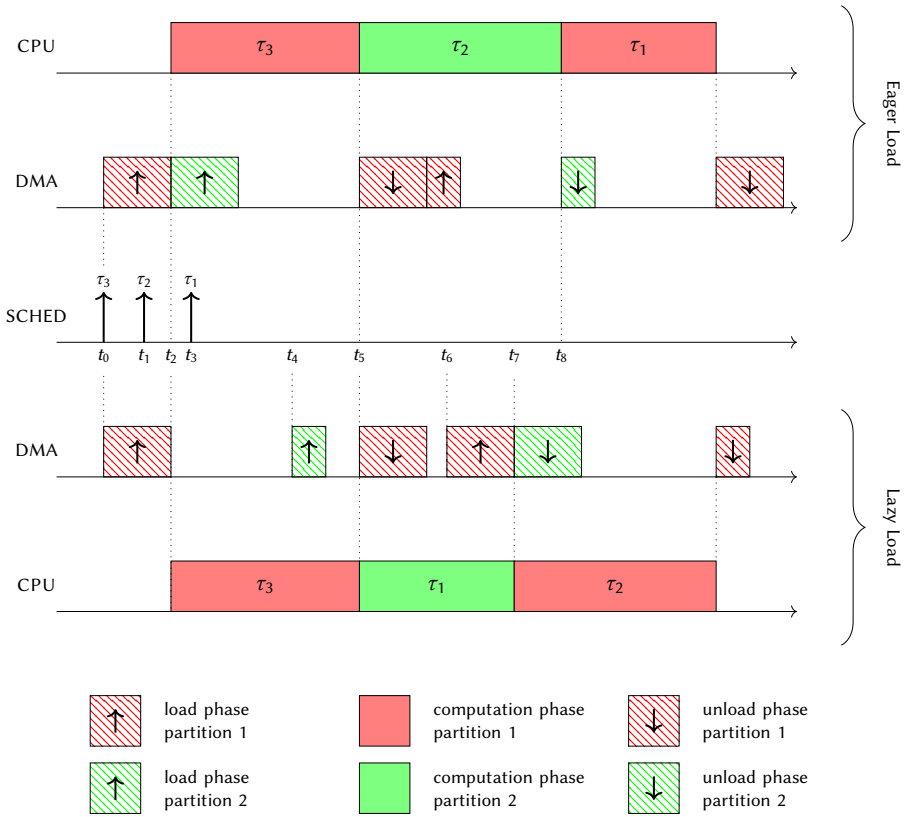 CPU
τ3
τ2
τ1
Eager Load
DMA
↑
↑
↓
↑
↓
↓
τ3
τ2
τ1
SCHED
t0
t1
t2
t3
t4
t5
t6
t7
t8
DMA
↑
↑
↓
↑
↓
↓
Lazy Load
CPU
τ3
τ1
τ2
↑
load phase
partition 1
computation phase
partition 1
↓
unload phase
partition 1
↑
load phase
partition 2
computation phase
partition 2
↓
unload phase
partition 2